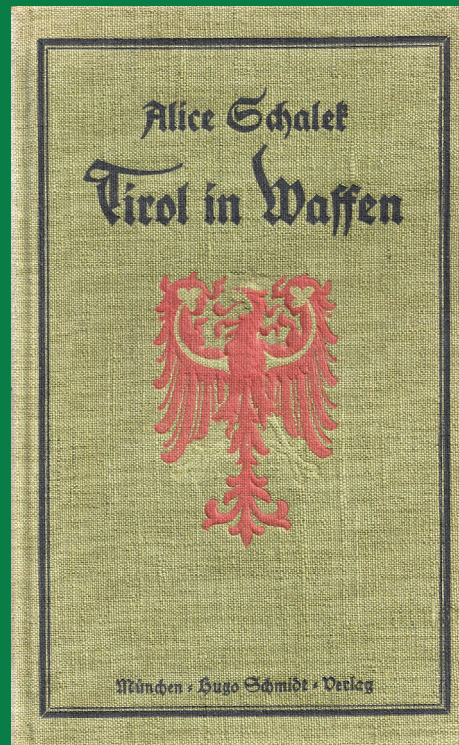 Alice Schalek
Tirol in Waffen
München - Hugo Schmidt - Verlag